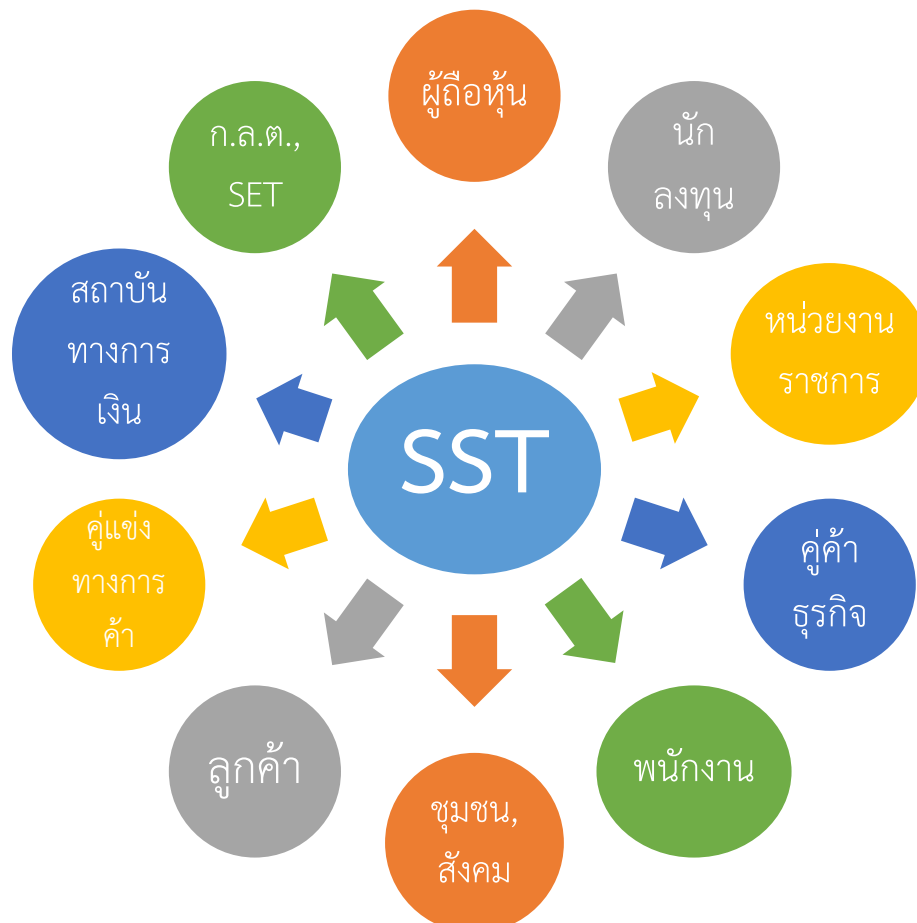 ผู้ถือหุ้น
นัก
ลงทุน
หน่วยงาน
ราชการ
คู่ค้า
ธุรกิจ
พนักงาน
ชุมชน,
สังคม
ลูกค้า
คู่แข่ง
ทางการ
ค้า
สถาบัน
ทางการ
เงิน
ก.ล.ต.,
SET
SST